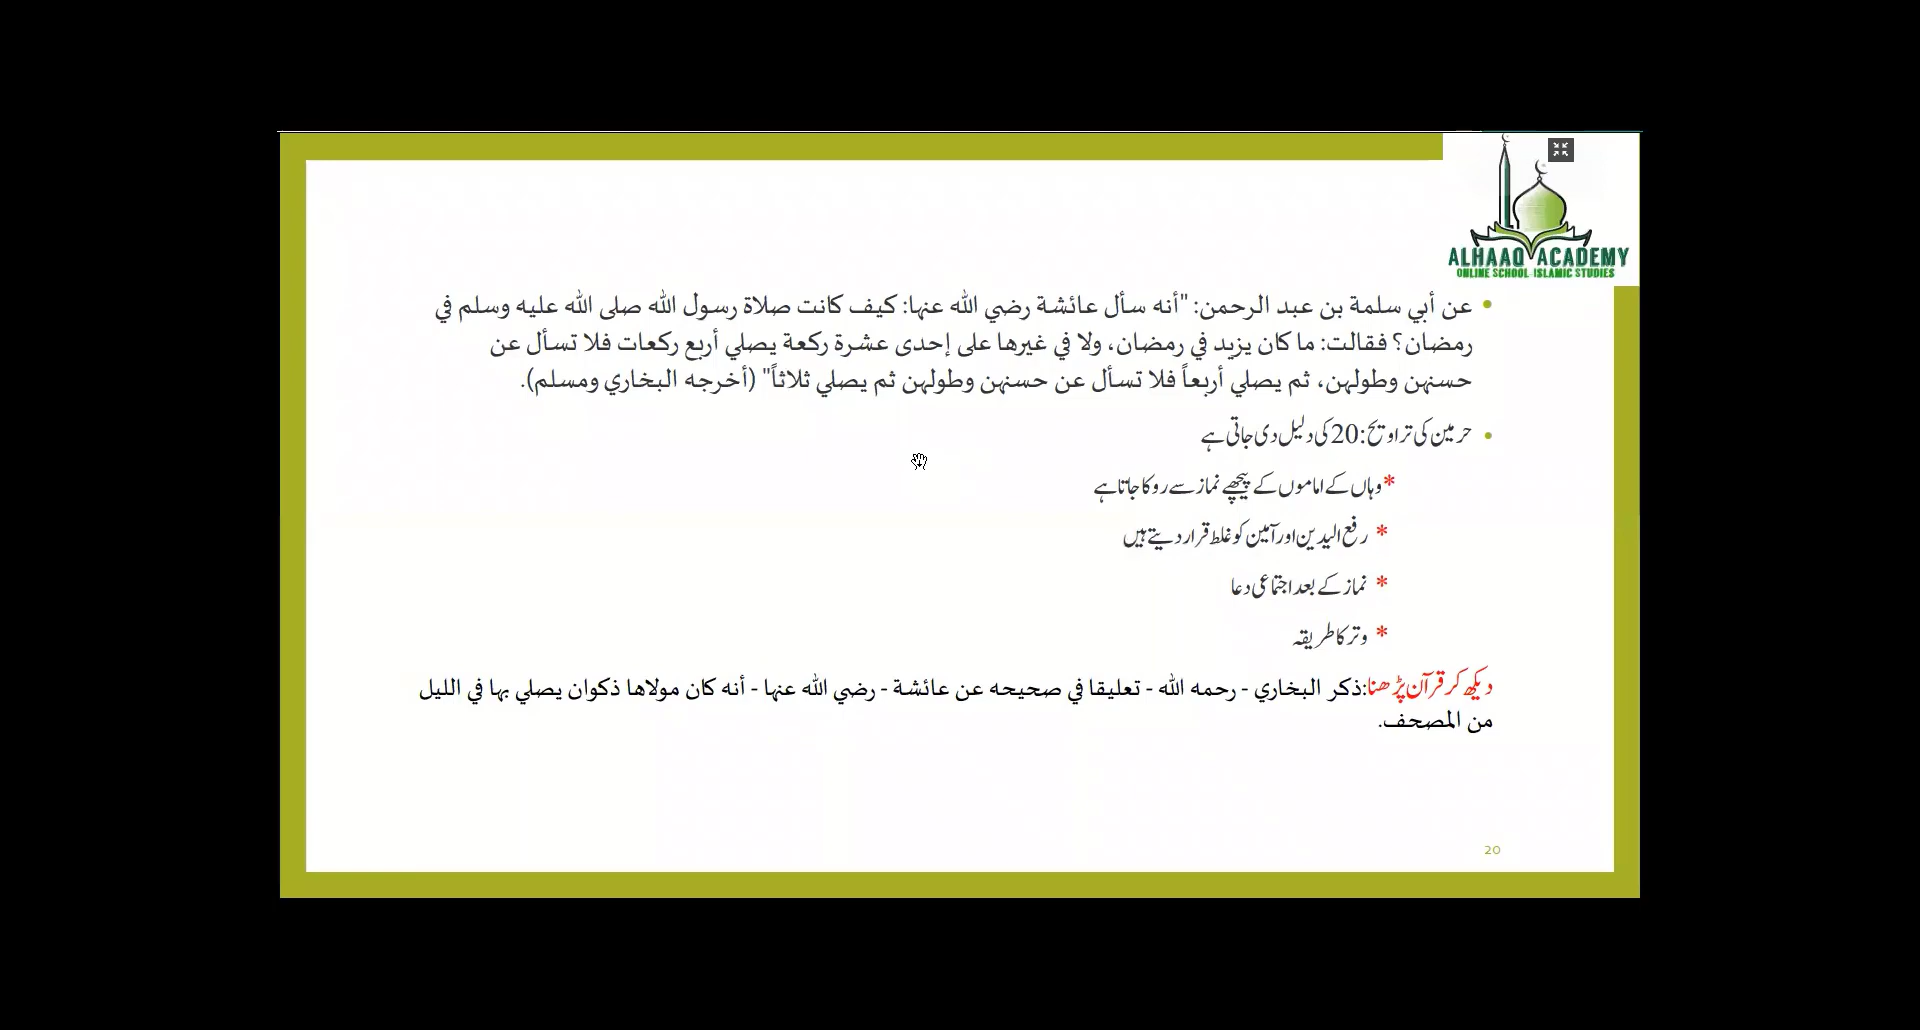 ALHAAQ ACADEMY
ONLINE SCHOOL ISLAMIC STUDIES
• عن أبي سلمة بن عبد الرحمن: "أنه سأل عائشة رضي الله عنها: كيف كانت صلاة رسول الله صلى الله عليه وسلم في
رمضان؟ فقالت: ما كان يزيد في رمضان، ولا في غيرها على إحدى عشرة ركعة يصلي أربع ركعات فلا تسأل عن
حسنهن وطولهن، ثم يصلي أربعاً فلا تسأل عن حسنهن وطولهن ثم يصلي ثلاثاً" (أخرجه البخاري ومسلم).
• حرمین کی تراویح: 20 کی دلیل دی جاتی ہے
* وہاں کے اماموں کے پیچھے نماز سے روکا جاتا ہے
* رفع الیدین اور آمین کو غلط قرار دیتے ہیں
* نماز کے بعد اجتماعی دعا
* وتر کا طریقہ
دیکھ کر قرآن پڑھنا:ذكر البخاري - رحمه الله - تعليقا في صحيحه عن عائشة - رضي الله عنها - أنه كان مولاها ذكوان يصلي بها في الليل
من المصحف.
20